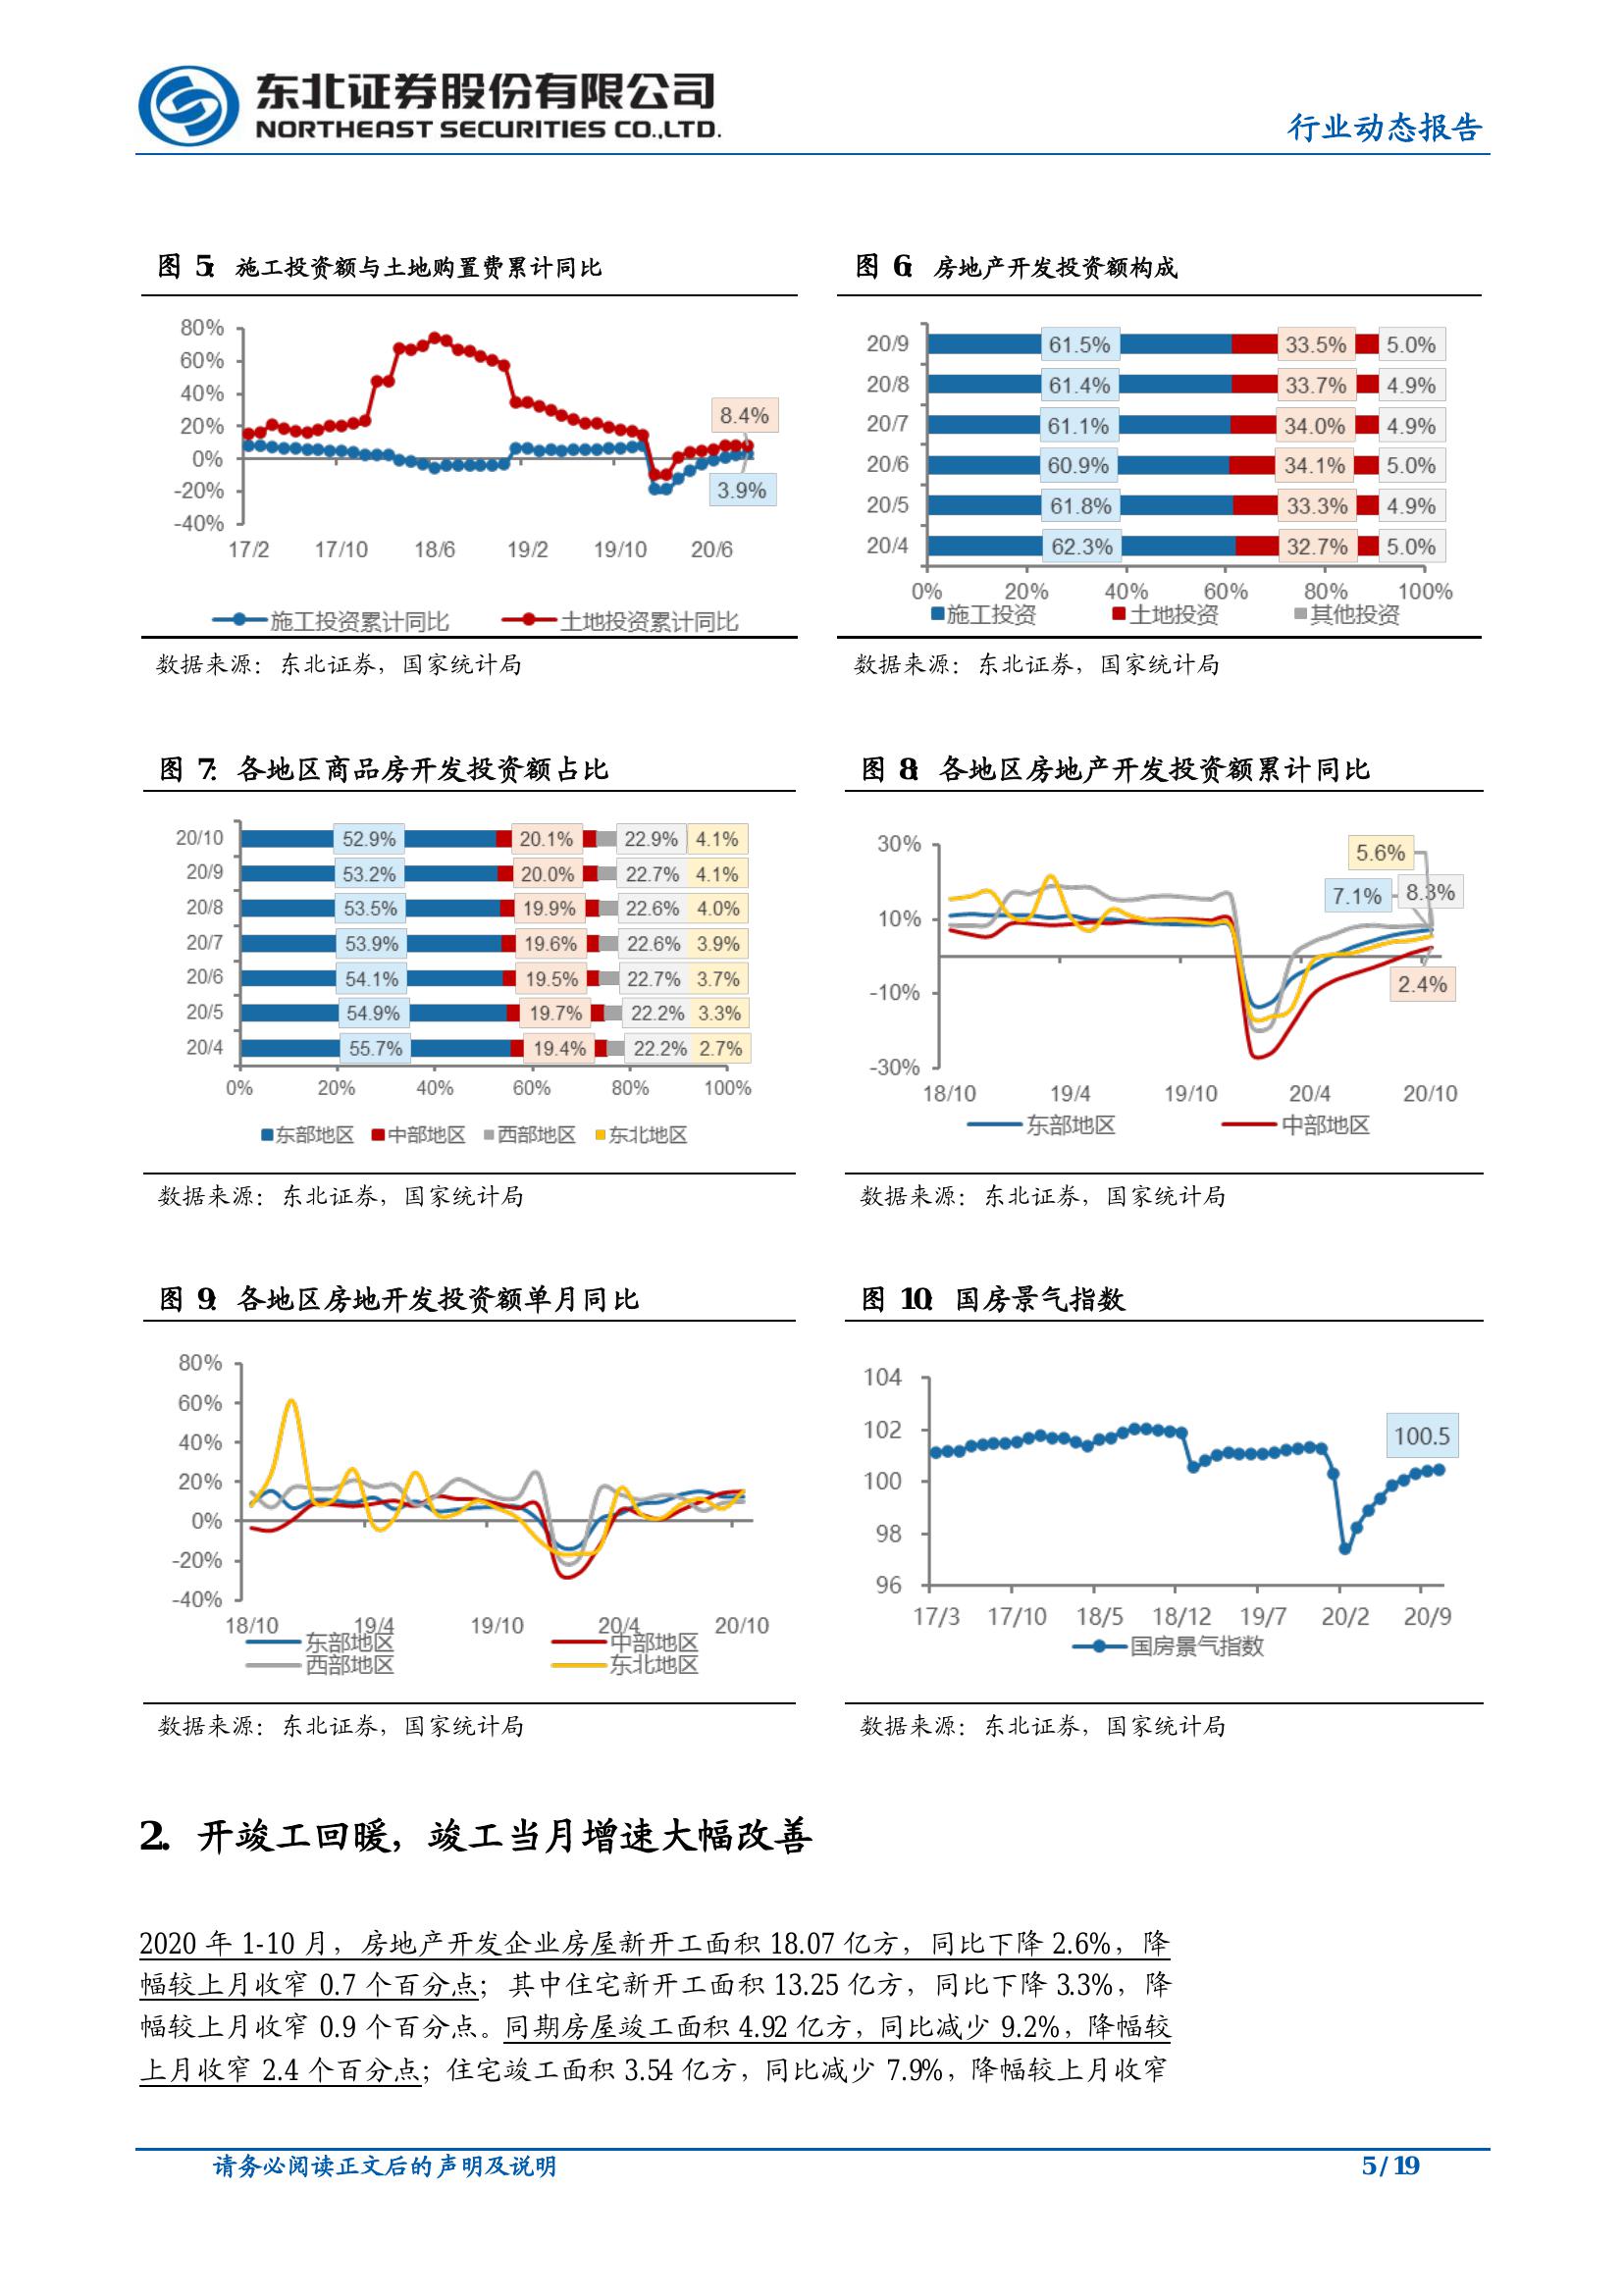 东北证券股份有限公司
NORTHEAST SECURITIES CO.,LTD.
行业动态报告
图 5: 施工投资额与土地购置费累计同比
80%
60%
40%
20%
0%
-20%
-40%
8.4%
3.9%
17/2 17/10 18/6 19/2 19/10 20/6
施工投资累计同比 土地投资累计同比
数据来源：东北证券，国家统计局
图 6: 房地产开发投资额构成
20/9 61.5% 33.5% 5.0%
20/8 61.4% 33.7% 4.9%
20/7 61.1% 34.0% 4.9%
20/6 60.9% 34.1% 5.0%
20/5 61.8% 33.3% 4.9%
20/4 62.3% 32.7% 5.0%
0% 20% 40% 60% 80% 100%
施工投资 土地投资 其他投资
数据来源：东北证券，国家统计局
图 7: 各地区商品房开发投资额占比
20/10 52.9% 20.1% 22.9% 4.1%
20/9 53.2% 20.0% 22.7% 4.1%
20/8 53.5% 19.9% 22.6% 4.0%
20/7 53.9% 19.6% 22.6% 3.9%
20/6 54.1% 19.5% 22.7% 3.7%
20/5 54.9% 19.7% 22.2% 3.3%
20/4 55.7% 19.4% 22.2% 2.7%
0% 20% 40% 60% 80% 100%
东部地区 中部地区 西部地区 东北地区
数据来源：东北证券，国家统计局
图 8: 各地区房地产开发投资额累计同比
30%
10%
-10%
-30%
5.6%
7.1% 8.3%
2.4%
18/10 19/4 19/10 20/4 20/10
东部地区 中部地区
数据来源：东北证券，国家统计局
图 9: 各地区房地开发投资额单月同比
80%
60%
40%
20%
0%
-20%
-40%
18/10 19/4 19/10 20/4 20/10
东部地区 中部地区
西部地区 东北地区
数据来源：东北证券，国家统计局
图 10: 国房景气指数
104
102
100
98
96
100.5
17/3 17/10 18/5 18/12 19/7 20/2 20/9
国房景气指数
数据来源：东北证券，国家统计局
2. 开竣工回暖，竣工当月增速大幅改善
2020 年 1-10 月，房地产开发企业房屋新开工面积 18.07 亿方，同比下降 2.6%，降
幅较上月收窄 0.7 个百分点；其中住宅新开工面积 13.25 亿方，同比下降 3.3%，降
幅较上月收窄 0.9 个百分点。同期房屋竣工面积 4.92 亿方，同比减少 9.2%，降幅较
上月收窄 2.4 个百分点；住宅竣工面积 3.54 亿方，同比减少 7.9%，降幅较上月收窄
请务必阅读正文后的声明及说明
5 / 19